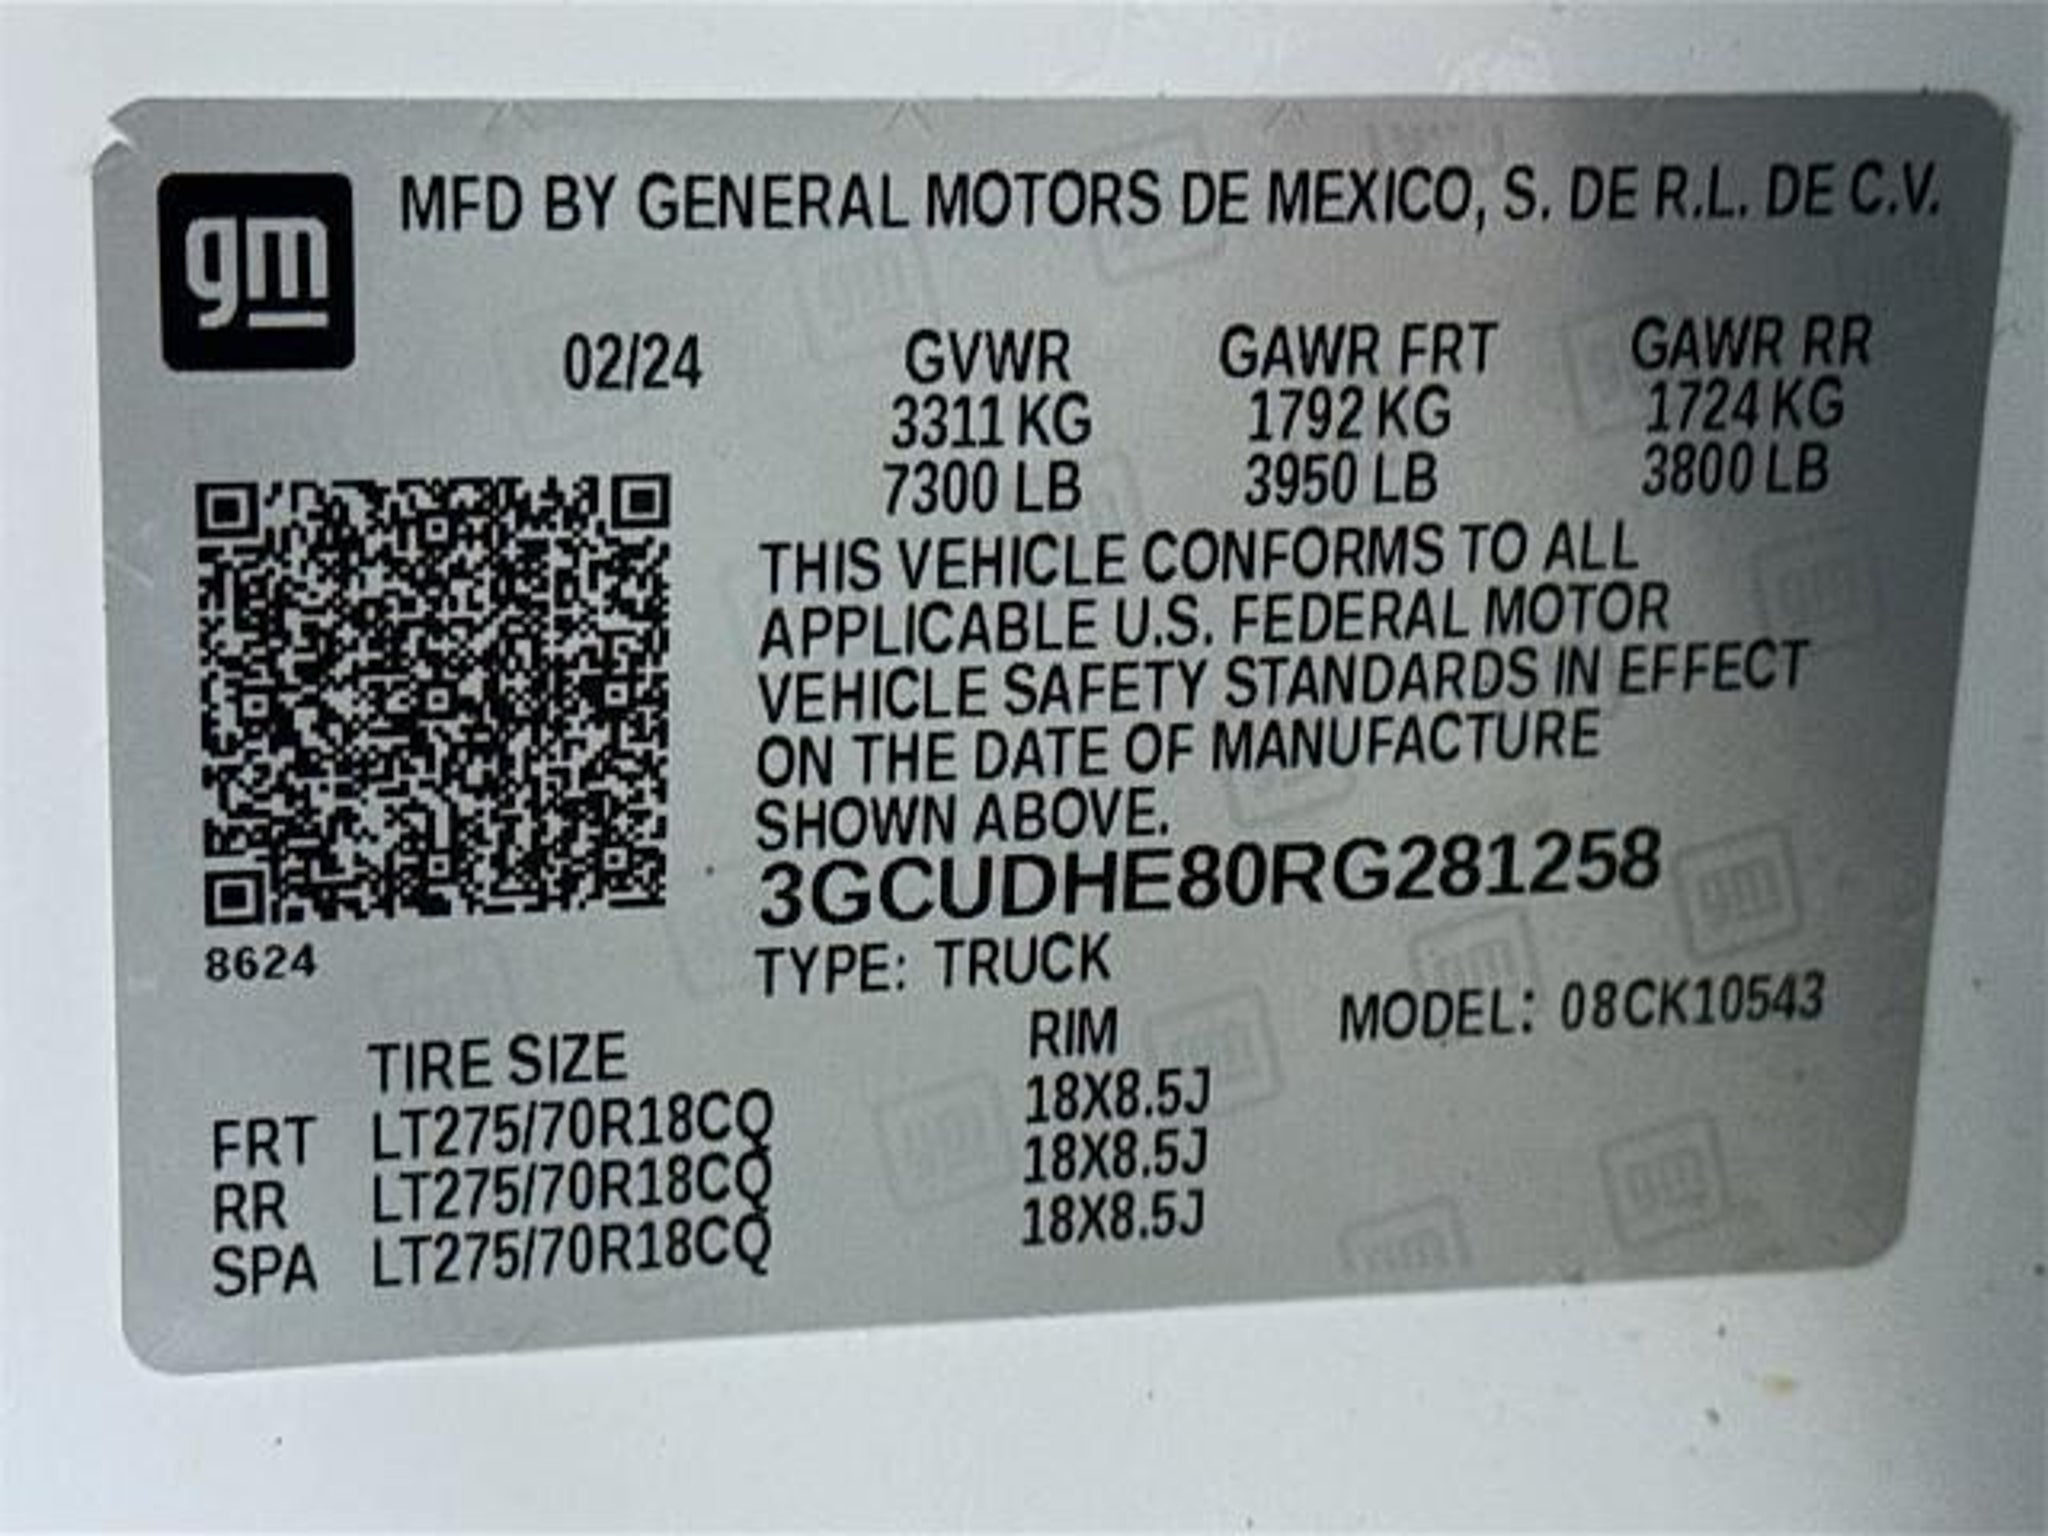 gm
MFD BY GENERAL MOTORS DE MEXICO, S. DE R.L. DE C.V.
02/24 GVWR GAWR FRT GAWR RR
3311 KG 1792 KG 1724 KG
7300 LB 3950 LB 3800 LB
THIS VEHICLE CONFORMS TO ALL
APPLICABLE U.S. FEDERAL MOTOR
VEHICLE SAFETY STANDARDS IN EFFECT
ON THE DATE OF MANUFACTURE
SHOWN ABOVE.
3GCUDHE80RG281258
8624
TYPE: TRUCK
MODEL: 08CK10543
TIRE SIZE RIM
FRT LT275/70R18CQ 18X8.5J
RR LT275/70R18CQ 18X8.5J
SPA LT275/70R18CQ 18X8.5J